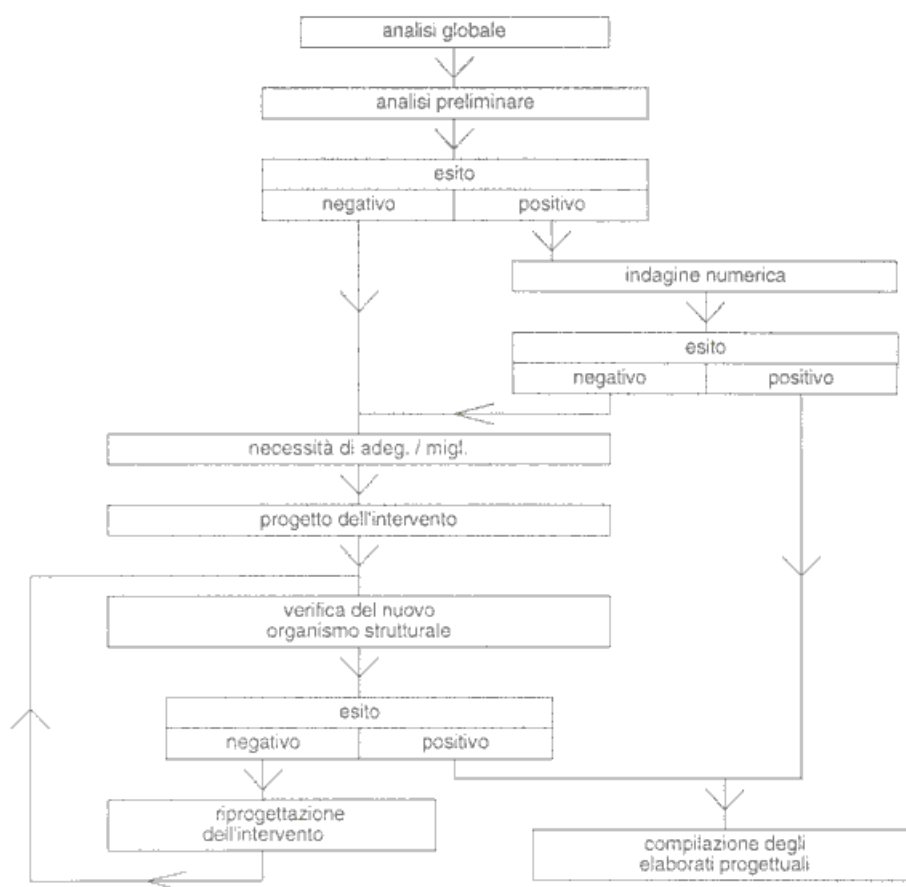 analisi globale
analisi preliminare
esito
negativo
positivo
indagine numerica
esito
negativo
positivo
necessità di adeg. / migl.
progetto dell'intervento
verifica del nuovo
organismo strutturale
esito
negativo
positivo
riprogettazione
dell'intervento
compilazione degli
elaborati progettuali